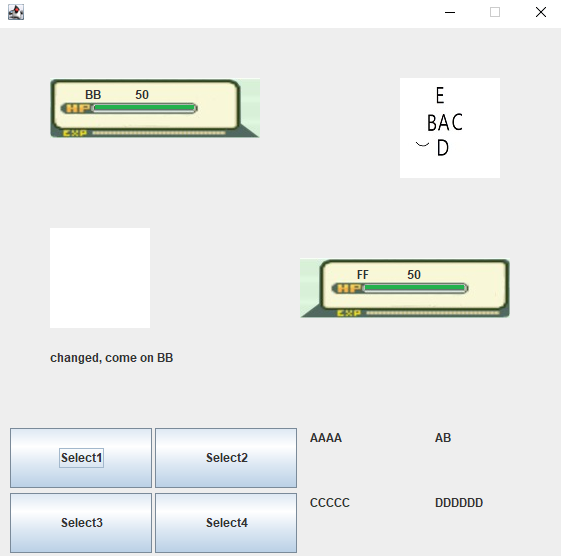 BB 50
HP
EXP
E
BAC
D
FF 50
HP
EXP
changed, come on BB
Select1 Select2
AAAA AB
Select3 Select4
CCCCC DDDDDD